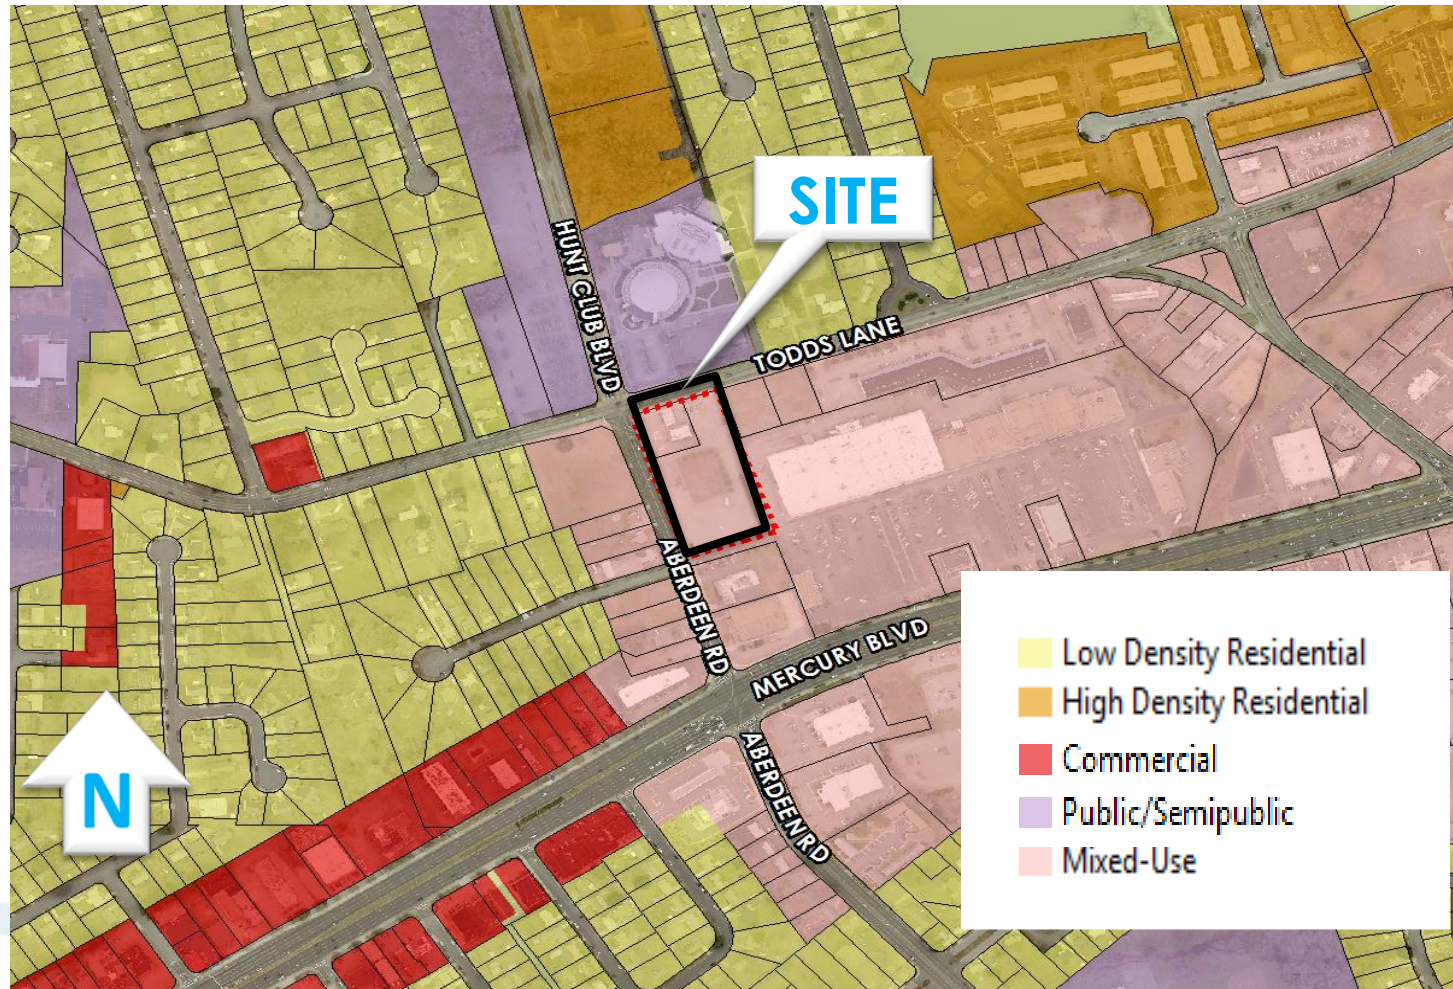 SITE
HUNT CLUB BLVD
TODDS LANE
ABERDEEN RD
MERCURY BLVD
ABERDEEN RD
N
Low Density Residential
High Density Residential
Commercial
Public/Semipublic
Mixed-Use